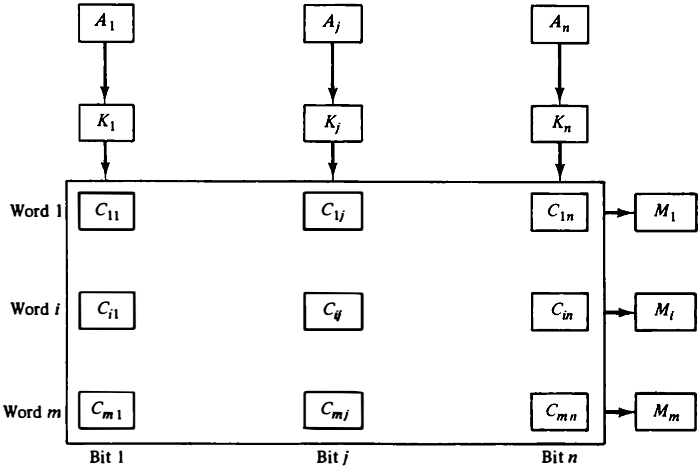 A₁ Aⱼ Aₙ
K₁ Kⱼ Kₙ
Word 1 C₁₁ C₁ⱼ C₁ₙ M₁
Word i Cᵢ₁ Cᵢⱼ Cᵢₙ Mᵢ
Word m Cₘ₁ Cₘⱼ Cₘₙ Mₘ
Bit 1 Bit j Bit n